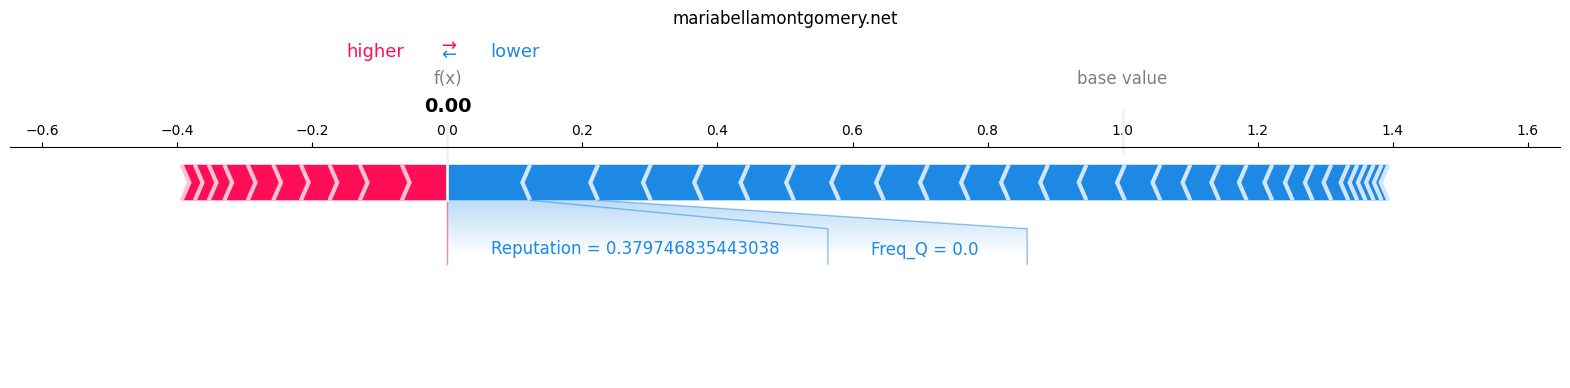 mariabellamontgomery.net
higher ⇄ lower
f(x) base value
0.00
−0.6 −0.4 −0.2 0.0 0.2 0.4 0.6 0.8 1.0 1.2 1.4 1.6
Reputation = 0.379746835443038 Freq_Q = 0.0